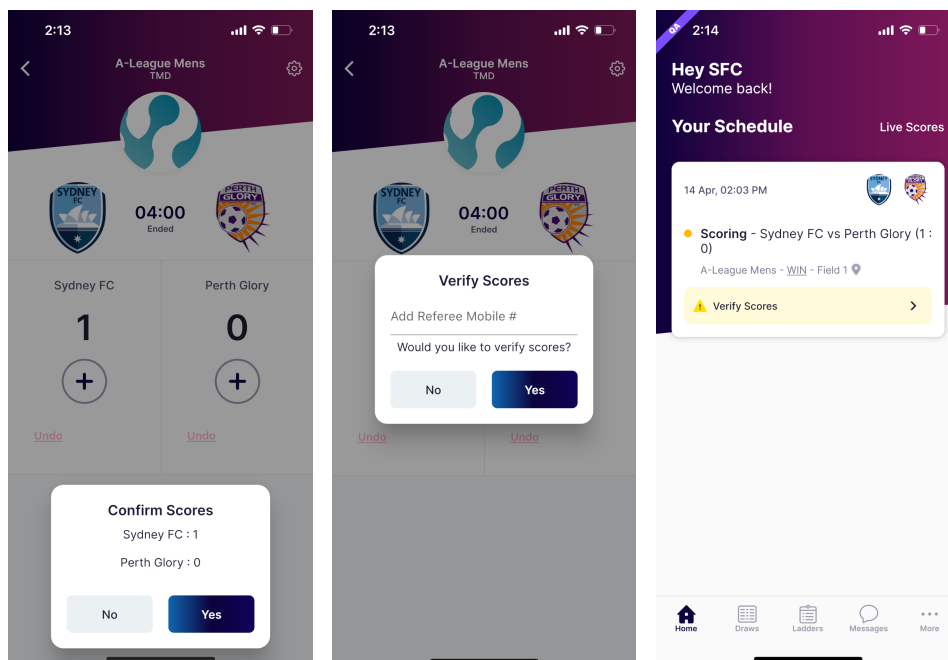 2:13
A-League Mens
TMD
SYDNEY
FC
PERTH
GLORY
04:00
Ended
Sydney FC
Perth Glory
1
0
Undo
Undo
Confirm Scores
Sydney FC : 1
Perth Glory : 0
No
Yes
2:13
A-League Mens
TMD
SYDNEY
FC
PERTH
GLORY
04:00
Ended
Verify Scores
Add Referee Mobile #
Would you like to verify scores?
No
Yes
Undo
Undo
QA
2:14
Hey SFC
Welcome back!
Your Schedule
Live Scores
14 Apr, 02:03 PM
SYDNEY
FC
PERTH
GLORY
Scoring - Sydney FC vs Perth Glory (1 :
0)
A-League Mens - WIN - Field 1
Verify Scores
Home
Draws
Ladders
Messages
More